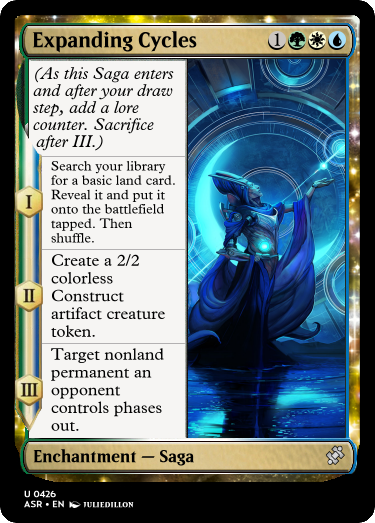 Expanding Cycles 1
(As this Saga enters
and after your draw
step, add a lore
counter. Sacrifice
after III.)
I
Search your library
for a basic land card.
Reveal it and put it
onto the battlefield
tapped. Then
shuffle.
II
Create a 2/2
colorless
Construct
artifact creature
token.
III
Target nonland
permanent an
opponent
controls phases
out.
Enchantment — Saga
U 0426
ASR • EN JULIEDILLON